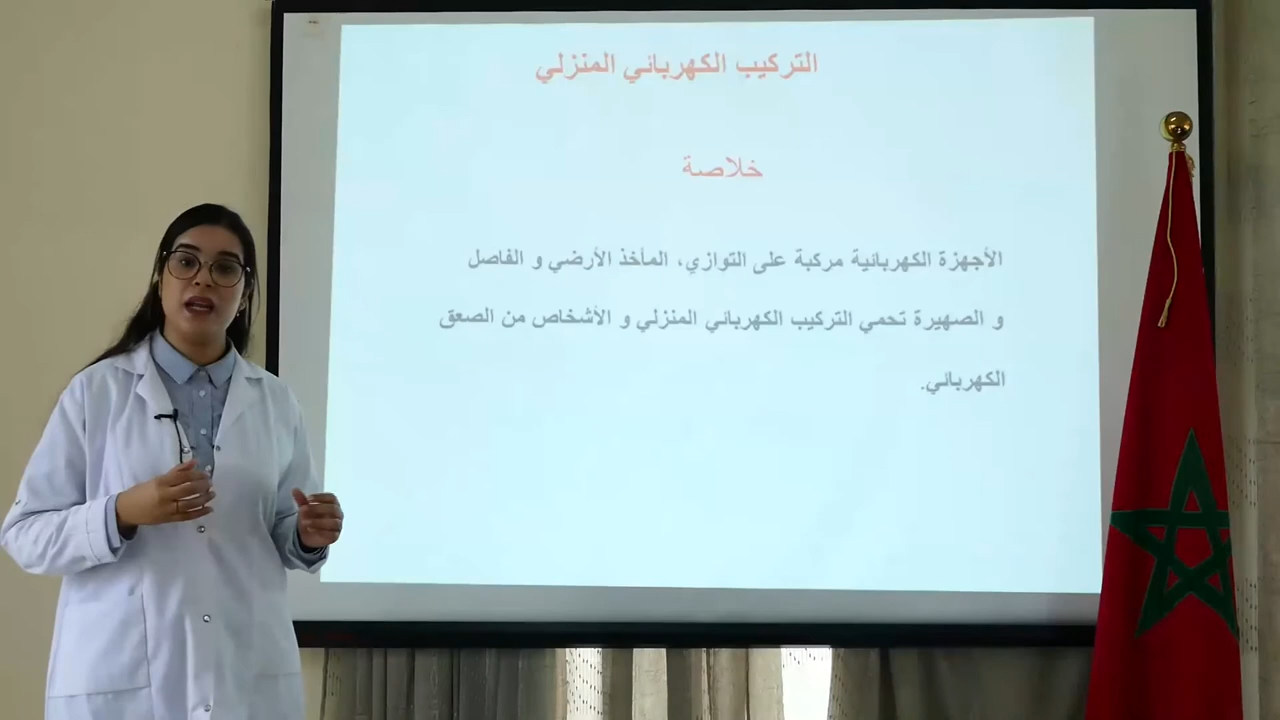 التركيب الكهربائي المنزلي
خلاصة
الأجهزة الكهربائية مركبة على التوازي، المأخذ الأرضي و الفاصل
و الصهيرة تحمي التركيب الكهربائي المنزلي و الأشخاص من الصعق
الكهربائي.